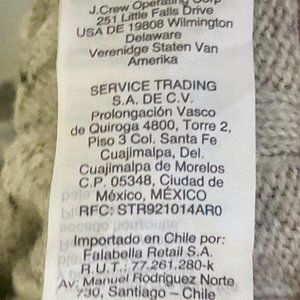 J.Crew Operating Corp
251 Little Falls Drive
USA DE 19808 Wilmington
Delaware
Verenidge Staten Van
Amerika
SERVICE TRADING
S.A. DE C.V.
Prolongación Vasco
de Quiroga 4800, Torre 2,
Piso 3 Col. Santa Fe
Cuajimalpa, Del.
Cuajimalpa de Morelos
C.P. 05348, Ciudad de
México, MÉXICO
RFC: STR921014AR0
Importado en Chile por:
Falabella Retail S.A.
R.U.T.: 77.261.280-k
Av. Manuel Rodriguez Norte
730, Santiago - Chile